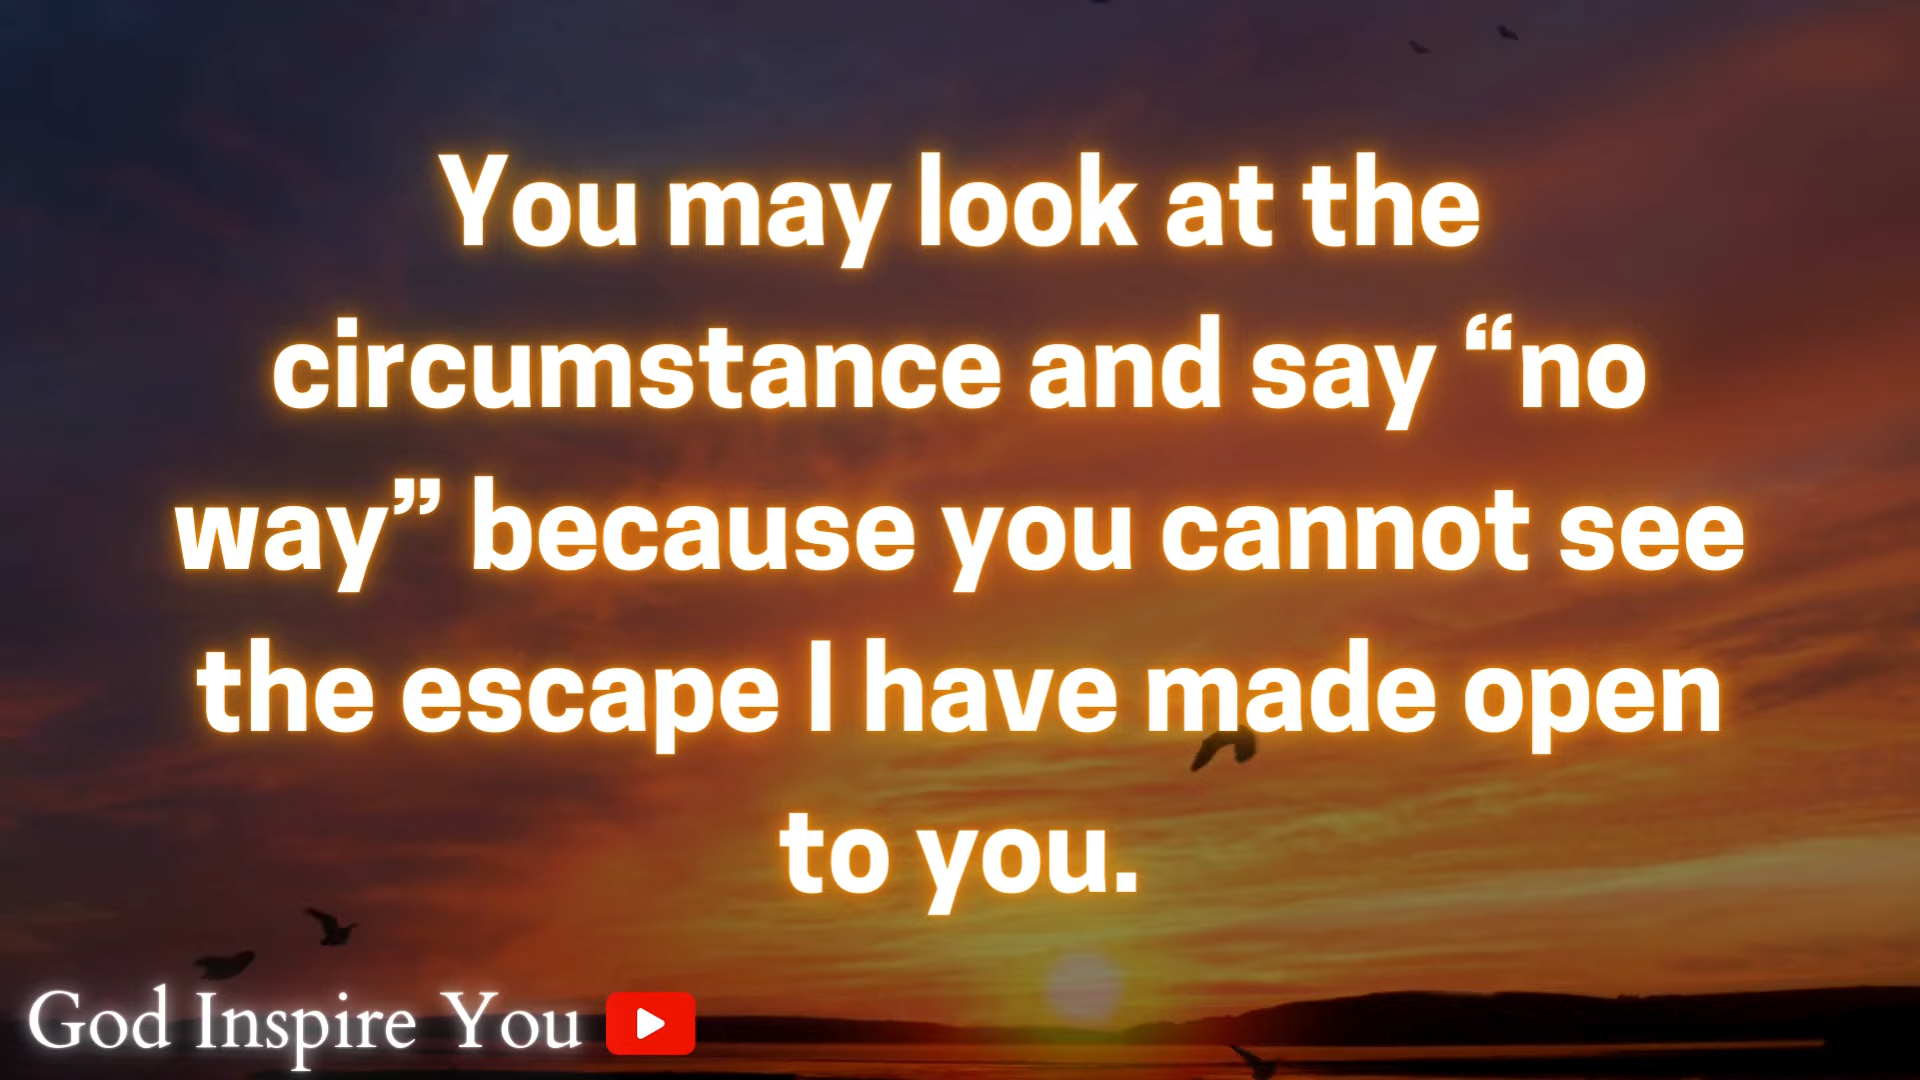 You may look at the
circumstance and say “no
way” because you cannot see
the escape I have made open
to you.
God Inspire You